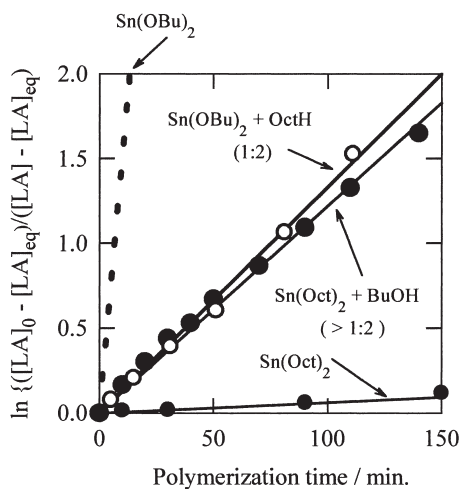 Sn(OBu)2
2.0
Sn(OBu)2 + OctH
(1:2)
1.5
1.0
Sn(Oct)2 + BuOH
( > 1:2 )
0.5
Sn(Oct)2
0.0
0 50 100 150
Polymerization time / min.
ln {([LA]0 - [LA]eq)/([LA] - [LA]eq)